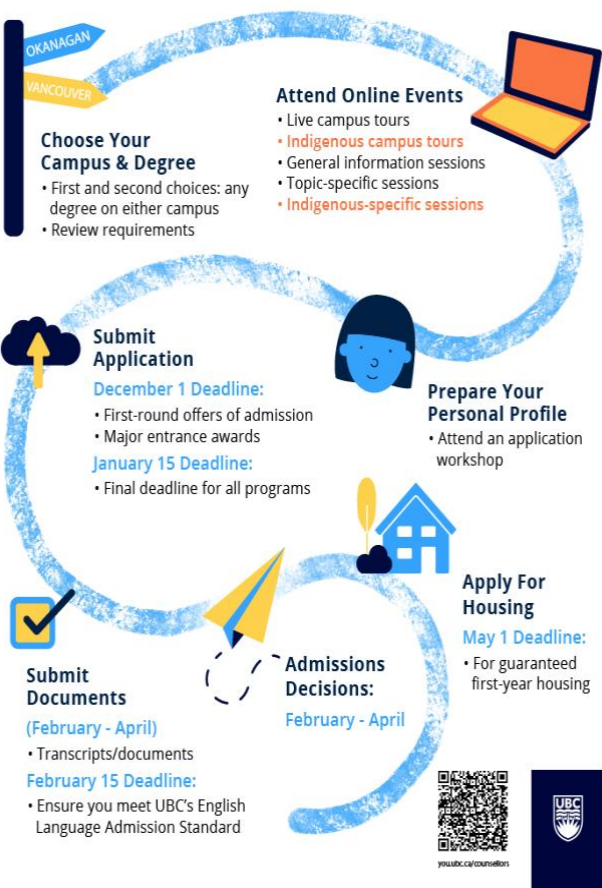 OKANAGAN
VANCOUVER
Choose Your
Campus & Degree
• First and second choices: any
degree on either campus
• Review requirements
Attend Online Events
• Live campus tours
• Indigenous campus tours
• General information sessions
• Topic-specific sessions
• Indigenous-specific sessions
Prepare Your
Personal Profile
• Attend an application
workshop
Submit
Application
December 1 Deadline:
• First-round offers of admission
• Major entrance awards
January 15 Deadline:
• Final deadline for all programs
Submit
Documents
(February - April)
• Transcripts/documents
February 15 Deadline:
• Ensure you meet UBC's English
Language Admission Standard
Admissions
Decisions:
February - April
Apply For
Housing
May 1 Deadline:
• For guaranteed
first-year housing
you.ubc.ca/counsellors
UBC